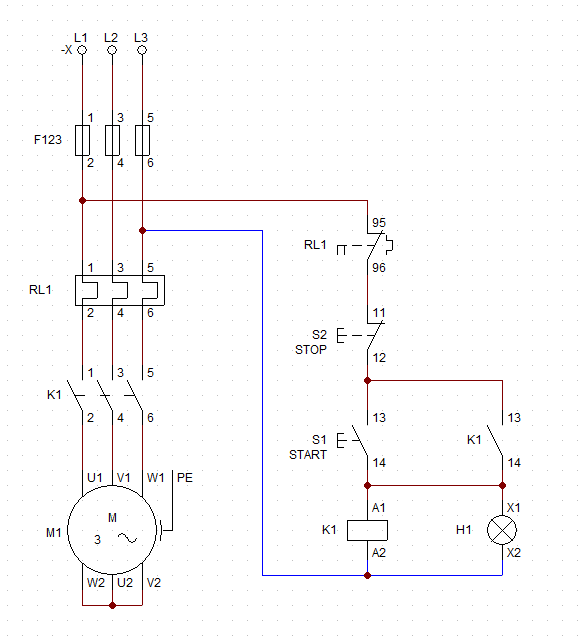 L1 L2 L3
-X
1 3 5
F123
2 4 6
95
RL1
96
1 3 5
RL1
2 4 6
11
S2
STOP
12
1 3 5
K1
2 4 6
13 13
S1 K1
START
14 14
U1 V1 W1 PE
A1 X1
M
M1 3
K1 H1
A2 X2
W2 U2 V2